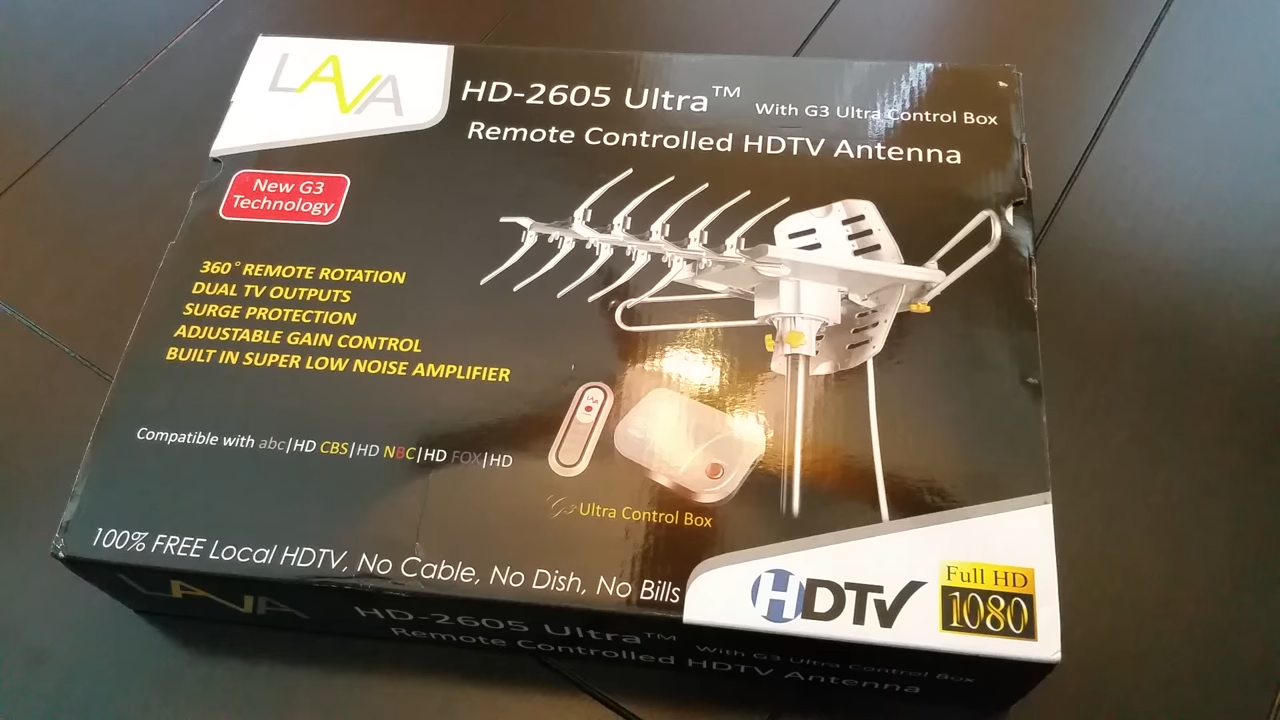 LAVA
HD-2605 Ultra™ With G3 Ultra Control Box
Remote Controlled HDTV Antenna
New G3
Technology
360° REMOTE ROTATION
DUAL TV OUTPUTS
SURGE PROTECTION
ADJUSTABLE GAIN CONTROL
BUILT IN SUPER LOW NOISE AMPLIFIER
Compatible with abc|HD CBS|HD NBC|HD FOX|HD
LAVA
G3 Ultra Control Box
100% FREE Local HDTV, No Cable, No Dish, No Bills
HDTV
Full HD
1080
LAVA
HD-2605 Ultra™ With G3 Ultra Control Box
Remote Controlled HDTV Antenna